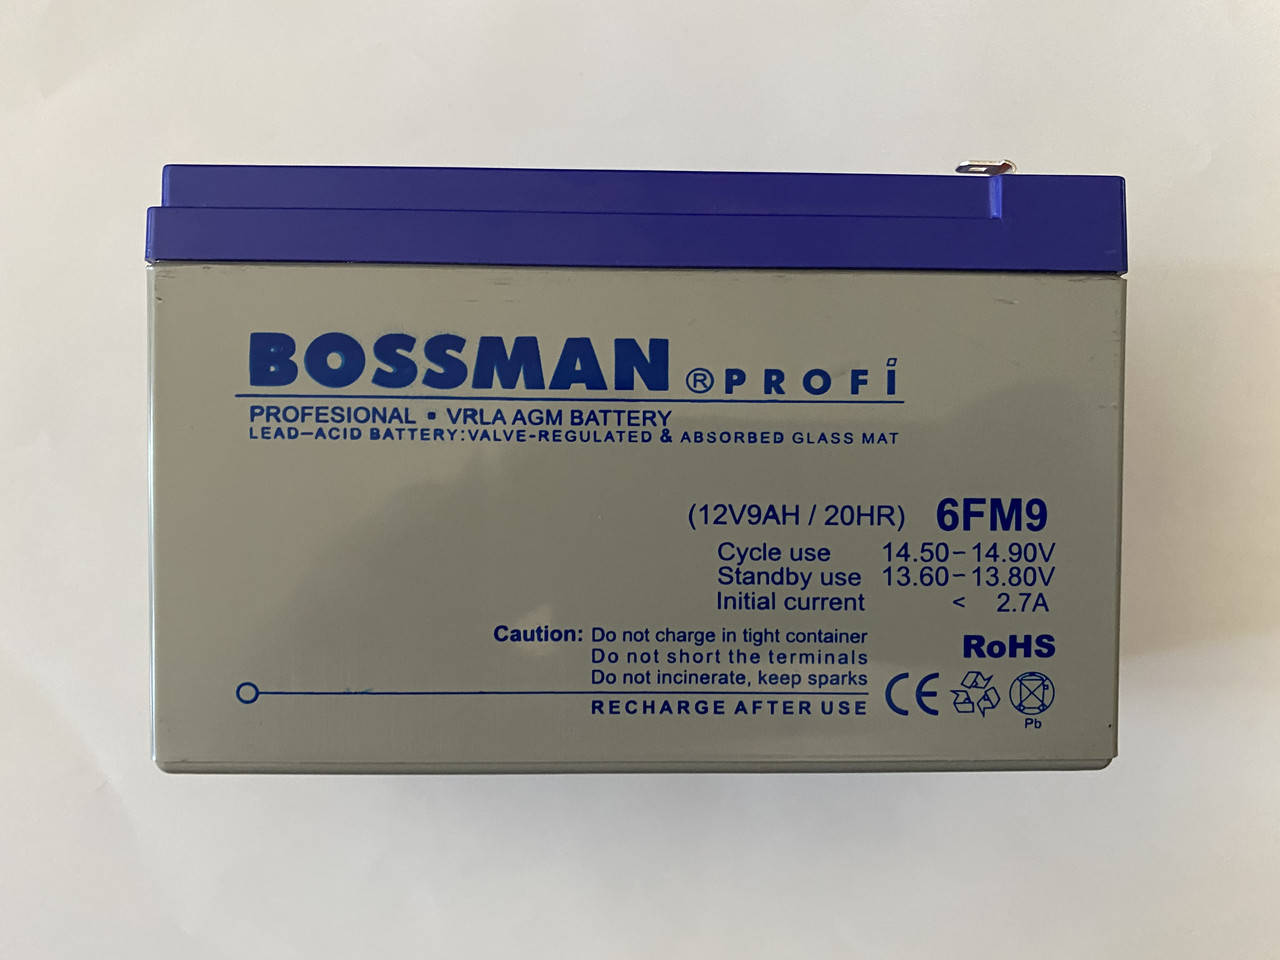 BOSSMAN ® PROFI
PROFESIONAL ▪ VRLA AGM BATTERY
LEAD-ACID BATTERY:VALVE-REGULATED & ABSORBED GLASS MAT
(12V9AH / 20HR) 6FM9
Cycle use 14.50-14.90V
Standby use 13.60-13.80V
Initial current < 2.7A
Caution: Do not charge in tight container
Do not short the terminals
Do not incinerate, keep sparks
RECHARGE AFTER USE
RoHS
CE
Pb